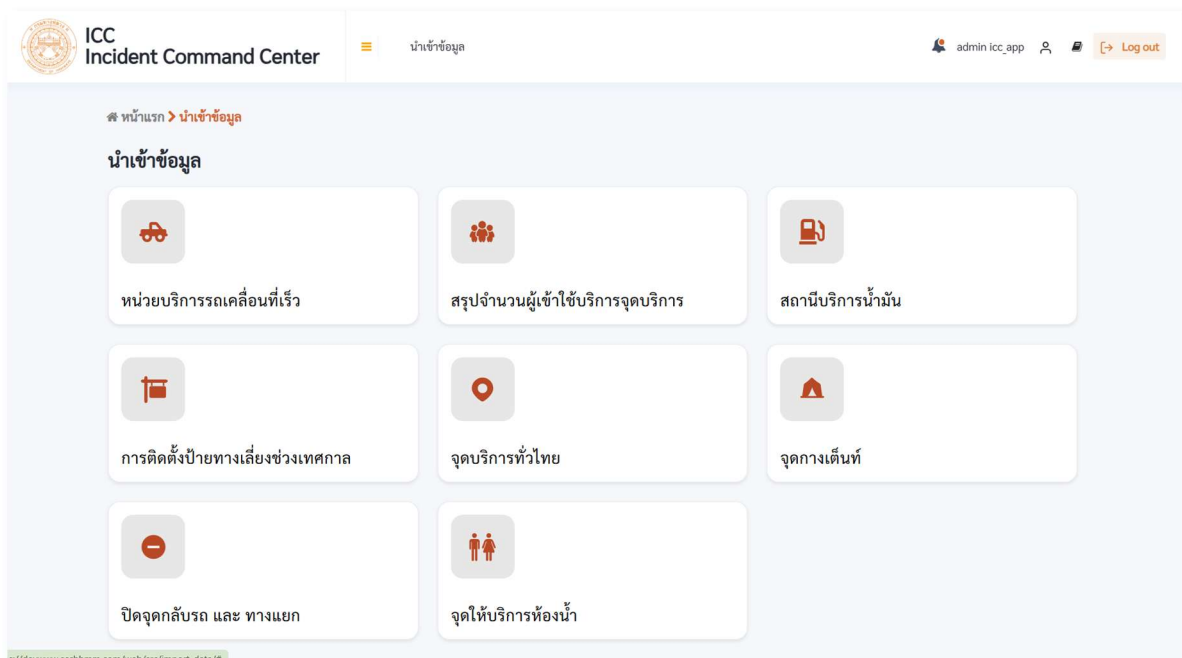 ICC
Incident Command Center
นำเข้าข้อมูล
admin icc_app
Log out
หน้าแรก > นำเข้าข้อมูล
นำเข้าข้อมูล
หน่วยบริการรถเคลื่อนที่เร็ว
สรุปจำนวนผู้เข้าใช้บริการจุดบริการ
สถานีบริการน้ำมัน
การติดตั้งป้ายทางเลี่ยงช่วงเทศกาล
จุดบริการทั่วไทย
จุดกางเต็นท์
ปิดจุดกลับรถ และ ทางแยก
จุดให้บริการห้องน้ำ